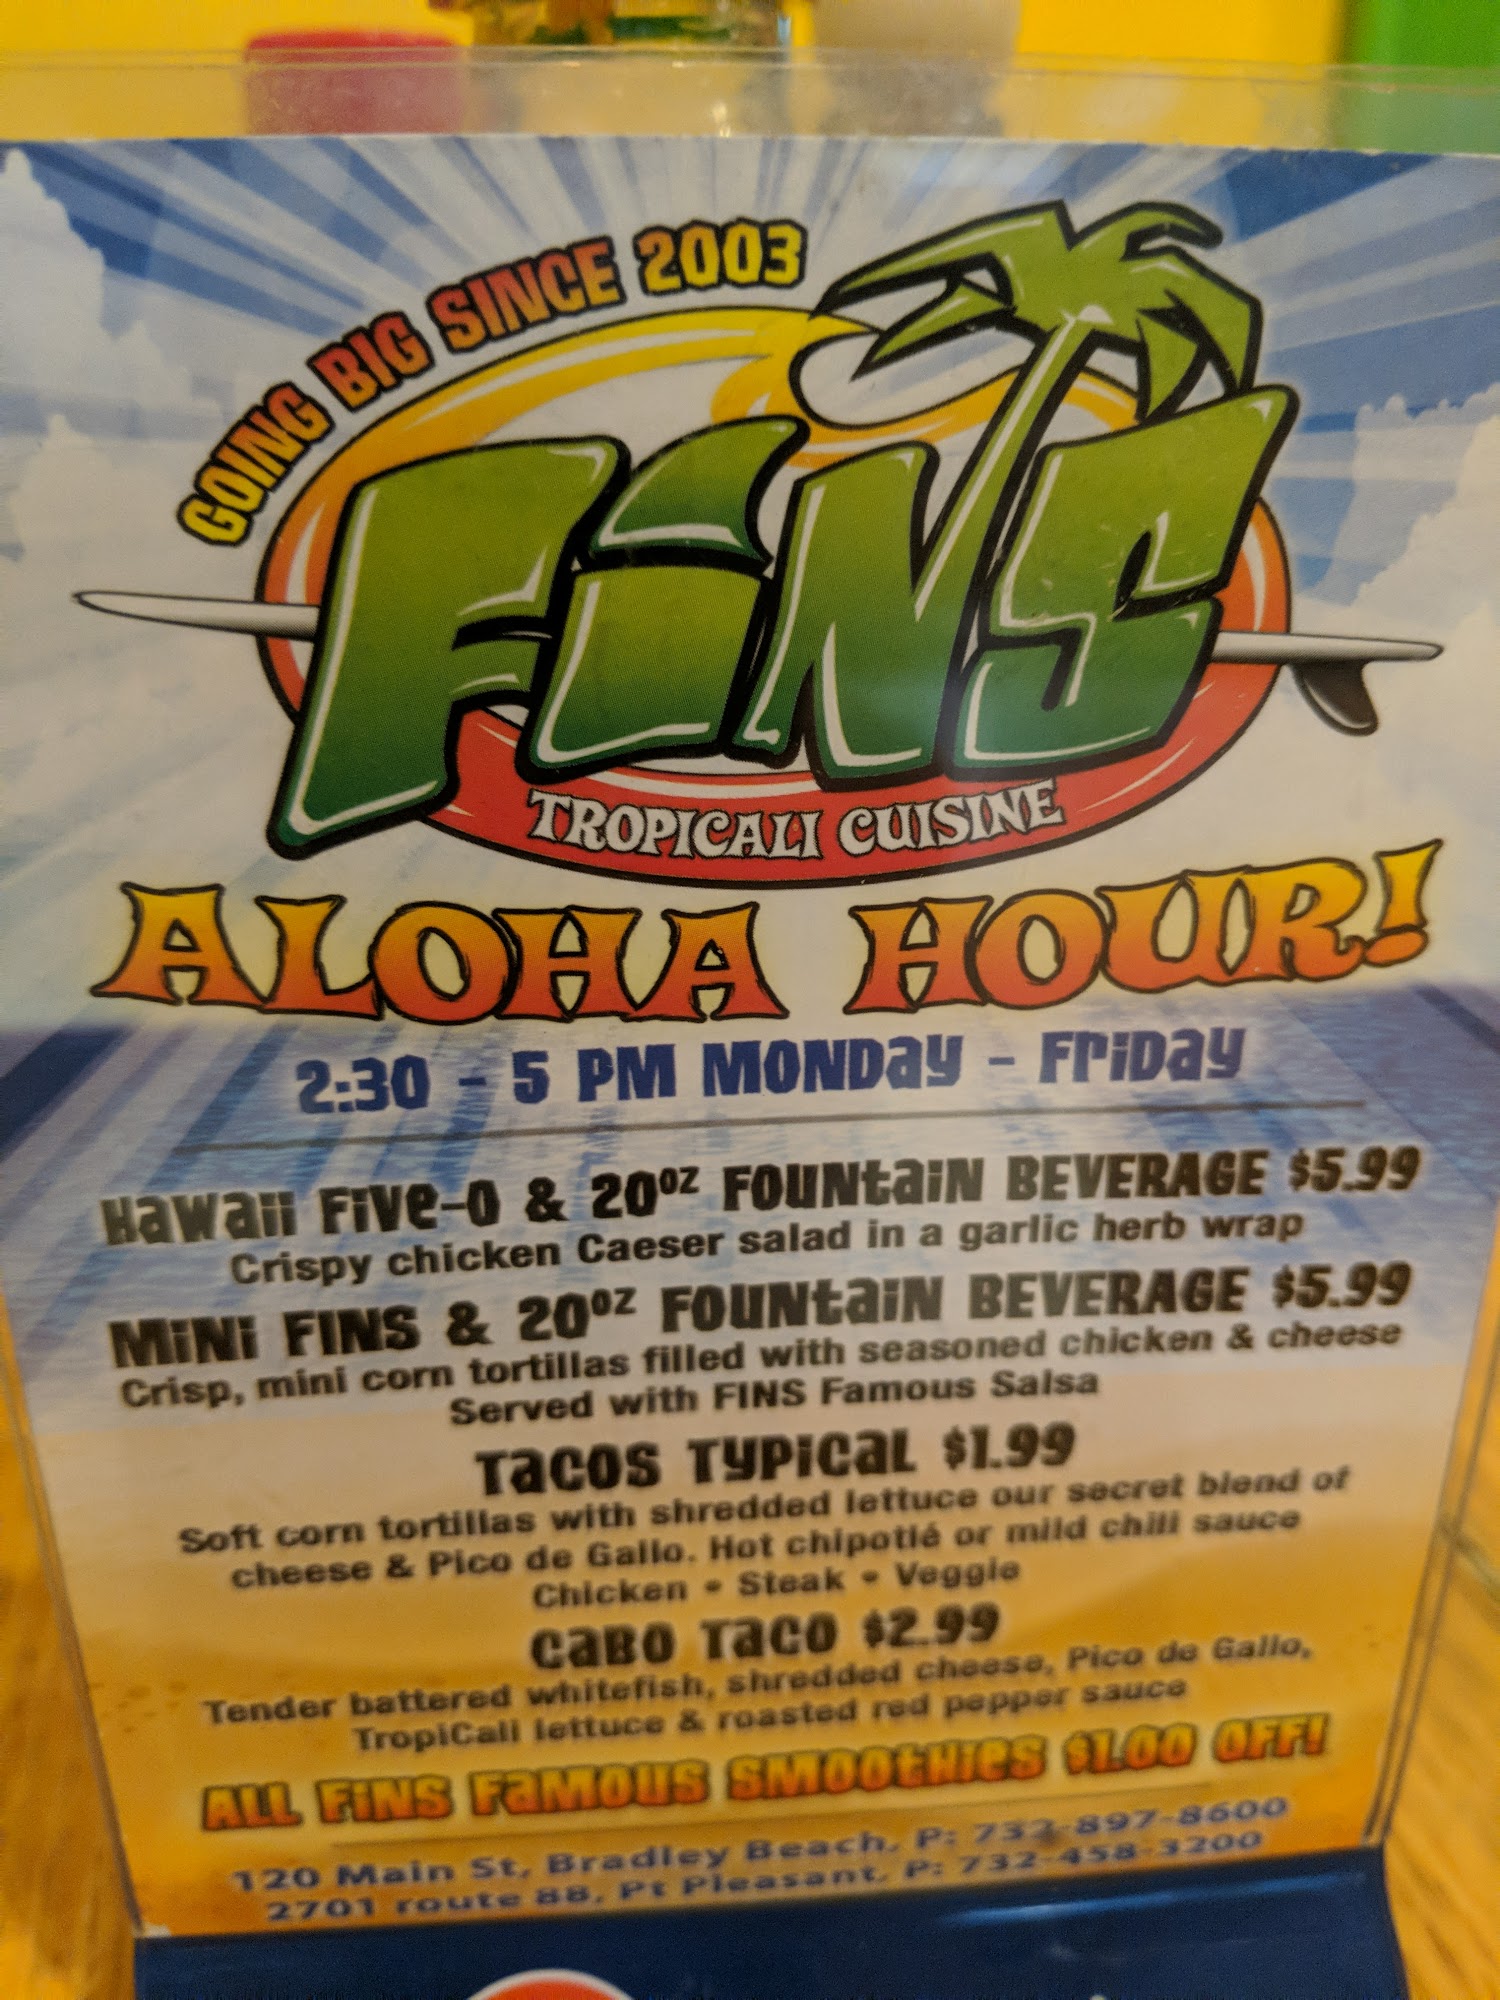 GOING BIG SINCE 2003
FiNS
TROPICALI CUISINE
ALOHA HOUR!
2:30 - 5 PM MONDAY - FRIDAY
HAWAII FIVE-O & 20OZ FOUNTAIN BEVERAGE $5.99
Crispy chicken Caeser salad in a garlic herb wrap
MINI FINS & 20OZ FOUNTAIN BEVERAGE $5.99
Crisp, mini corn tortillas filled with seasoned chicken & cheese
Served with FINS Famous Salsa
TACOS TYPICAL $1.99
Soft corn tortillas with shredded lettuce our secret blend of
cheese & Pico de Gallo. Hot chipotlé or mild chili sauce
Chicken • Steak • Veggie
CABO TACO $2.99
Tender battered whitefish, shredded cheese, Pico de Gallo,
TropiCali lettuce & roasted red pepper sauce
ALL FINS FAMOUS SMOOTHIES $1.00 OFF!
120 Main St, Bradley Beach, P: 732-897-8600
2701 route 88, Pt Pleasant, P: 732-458-3200